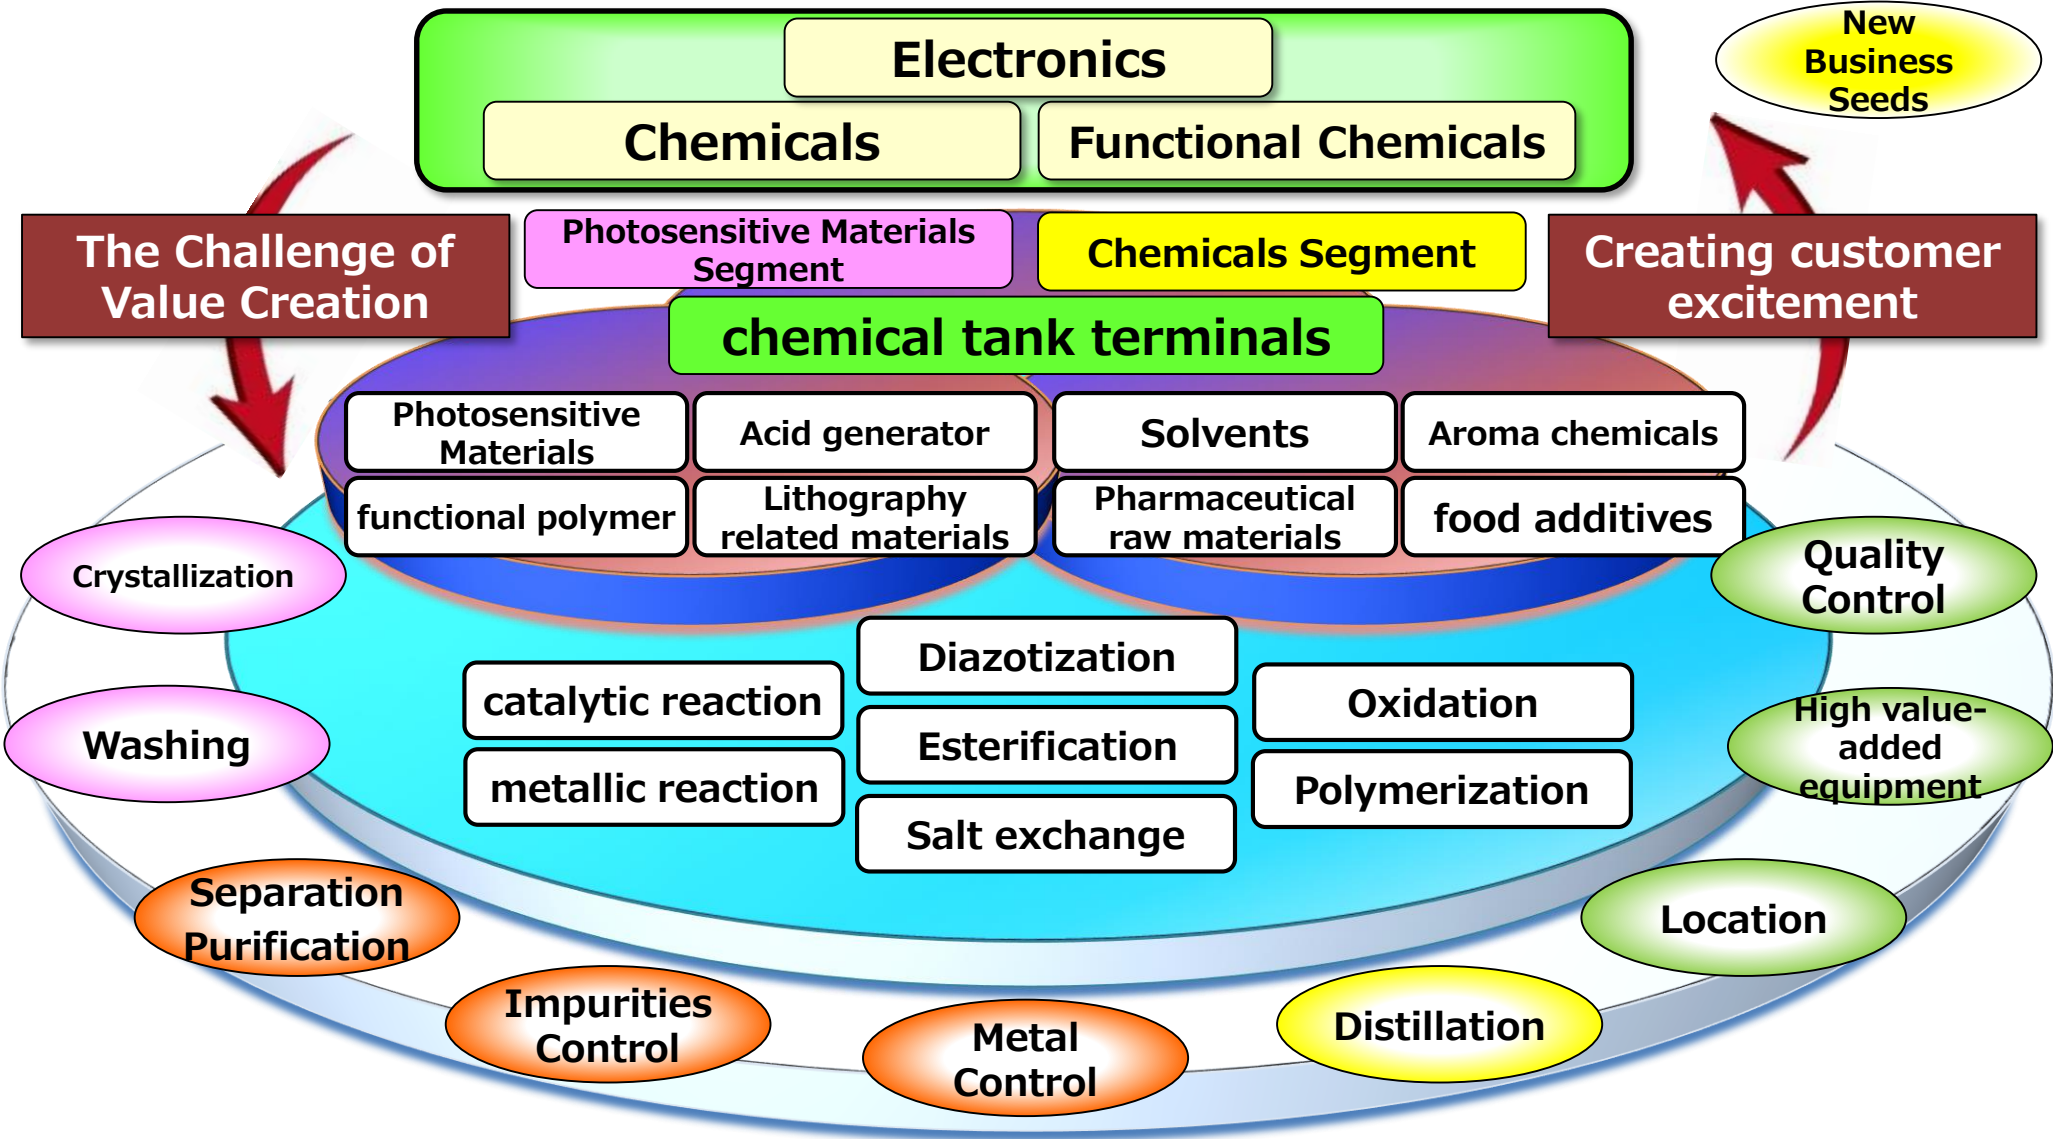 Electronics
New
Business
Seeds
Chemicals
Functional Chemicals
The Challenge of
Value Creation
Photosensitive Materials
Segment
Chemicals Segment
Creating customer
excitement
chemical tank terminals
Photosensitive
Materials
Acid generator
Solvents
Aroma chemicals
functional polymer
Lithography
related materials
Pharmaceutical
raw materials
food additives
Crystallization
Quality
Control
Diazotization
catalytic reaction
Oxidation
Washing
Esterification
High value-
added
equipment
metallic reaction
Polymerization
Salt exchange
Separation
Purification
Location
Impurities
Control
Metal
Control
Distillation